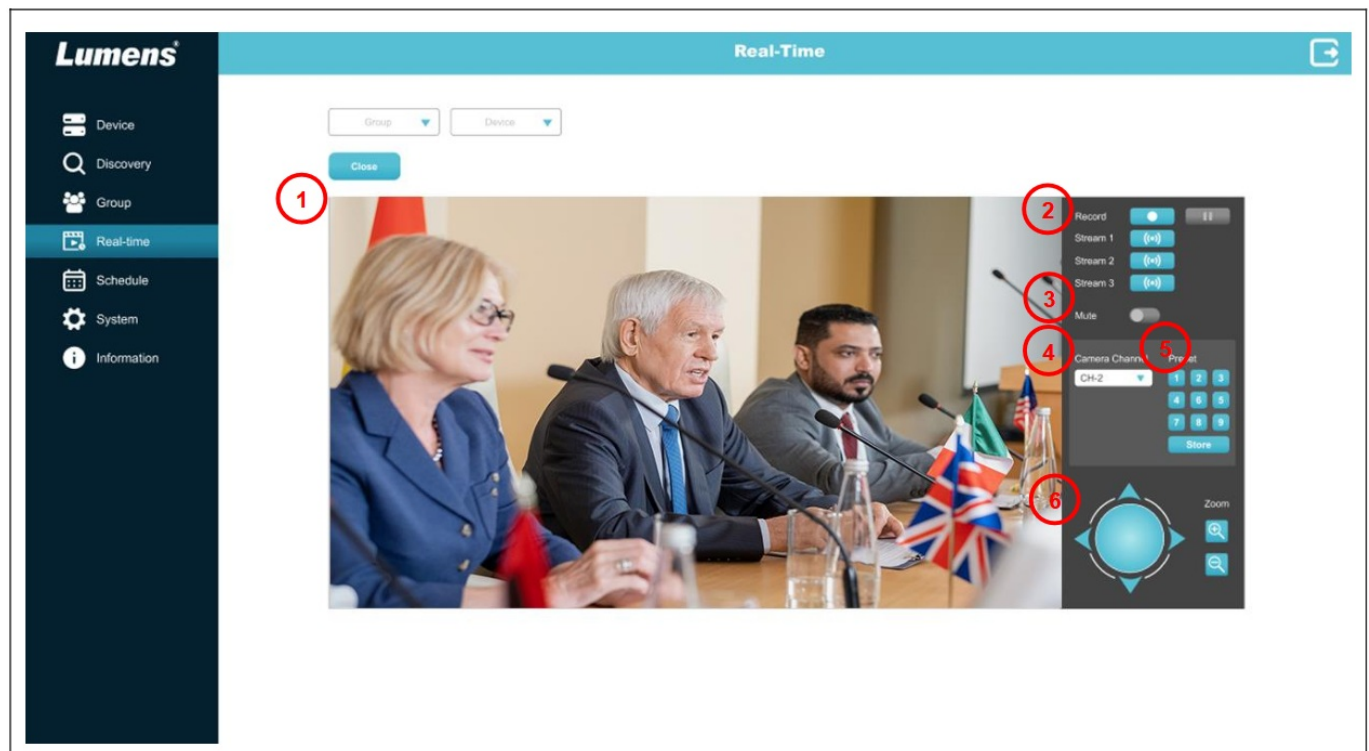 Lumens®
Real-Time
Device
Discovery
Group
Real-time
Schedule
System
Information
Group Device
Close
1
2
Record
Stream 1
Stream 2
Stream 3
3
Mute
4
5
Camera Channel Preset
CH-2
1 2 3
4 6 5
7 8 9
Store
6
Zoom